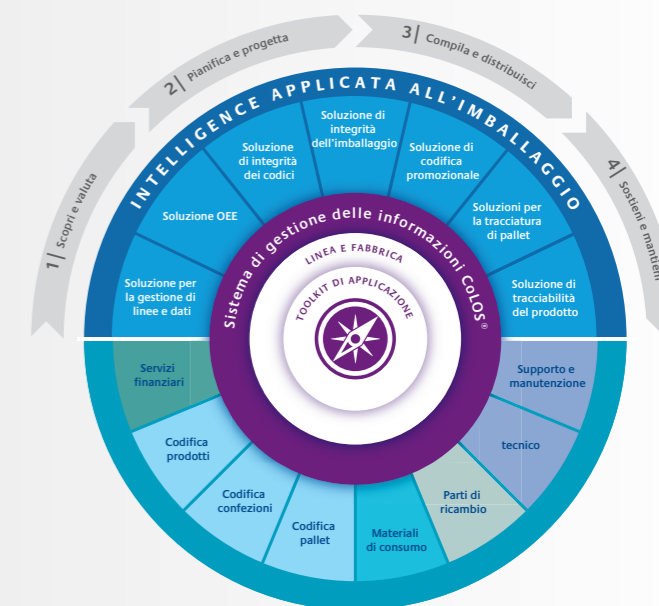 1| Scopri e valuta
2| Pianifica e progetta
3| Compila e distribuisci
4| Sostieni e mantieni
INTELLIGENCE APPLICATA ALL'IMBALLAGGIO
Soluzione per
la gestione di
linee e dati
Soluzione OEE
Soluzione
di integrità
dei codici
Soluzione di
integrità
dell'imballaggio
Soluzione di
codifica
promozionale
Soluzioni per
la tracciatura
di pallet
Soluzione di
tracciabilità
del prodotto
Sistema di gestione delle informazioni CoLOS®
LINEA E FABBRICA
TOOLKIT DI APPLICAZIONE
Servizi
finanziari
Codifica
prodotti
Codifica
confezioni
Codifica
pallet
Materiali
di consumo
Parti di
ricambio
tecnico
Supporto e
manutenzione